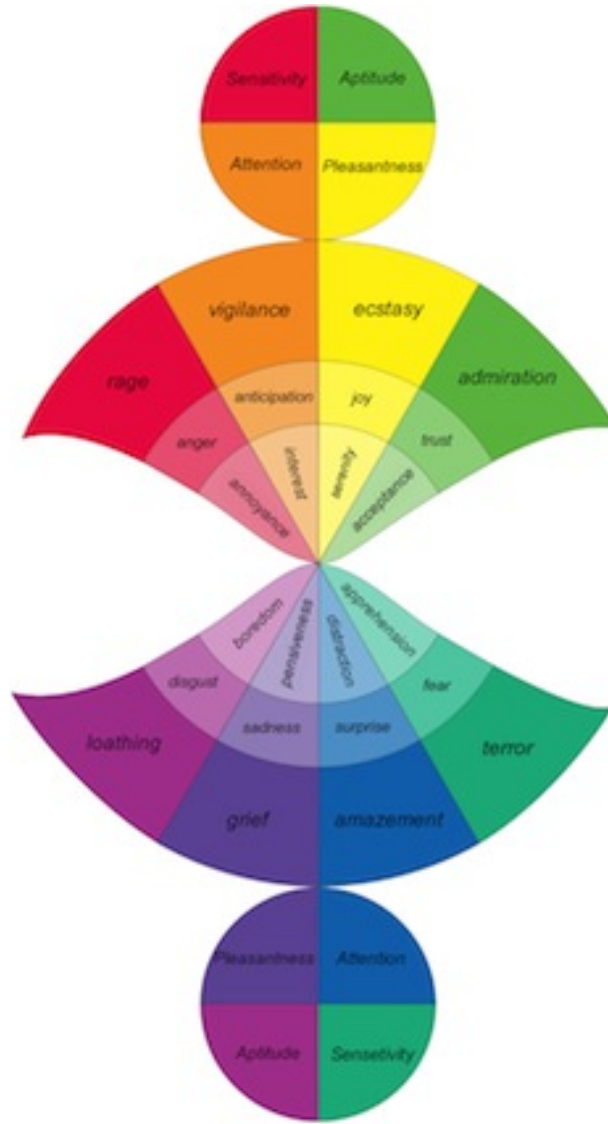 Sensitivity Aptitude
Attention Pleasantness
vigilance ecstasy
rage admiration
anticipation joy
anger trust
interest serenity
annoyance acceptance
boredom apprehension
pensiveness distraction
disgust fear
sadness surprise
loathing terror
grief amazement
Pleasantness Attention
Aptitude Sensetivity